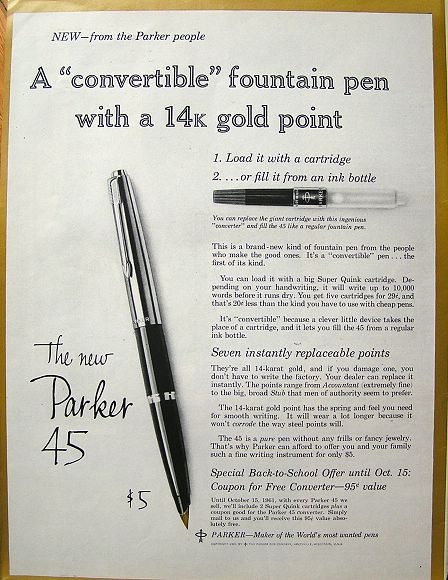 NEW—from the Parker people
A “convertible” fountain pen
with a 14K gold point
1. Load it with a cartridge
2. . . . or fill it from an ink bottle
You can replace the giant cartridge with this ingenious
“converter” and fill the 45 like a regular fountain pen.
This is a brand-new kind of fountain pen from the people
who make the good ones. It’s a “convertible” pen . . . the
first of its kind.
You can load it with a big Super Quink cartridge. De-
pending on your handwriting, it will write up to 10,000
words before it runs dry. You get five cartridges for 29¢, and
that’s 20¢ less than the kind you have to use with cheap pens.
It’s “convertible” because a clever little device takes the
place of a cartridge, and it lets you fill the 45 from a regular
ink bottle.
Seven instantly replaceable points
They’re all 14-karat gold, and if you damage one, you
don’t have to write the factory. Your dealer can replace it
instantly. The points range from Accountant (extremely fine)
to the big, broad Stub that men of authority seem to prefer.
The 14-karat gold point has the spring and feel you need
for smooth writing. It will wear a lot longer because it
won’t corrode the way steel points will.
The 45 is a pure pen without any frills or fancy jewelry.
That’s why Parker can afford to offer you and your family
such a fine writing instrument for only $5.
Special Back-to-School Offer until Oct. 15:
Coupon for Free Converter—95¢ value
Until October 15, 1961, with every Parker 45 we
sell, we’ll include 2 Super Quink cartridges plus a
coupon good for the Parker 45 converter. Simply
mail to us and you’ll receive this 95¢ value abso-
lutely free.
PARKER—Maker of the World’s most wanted pens
The new
Parker
45
$5